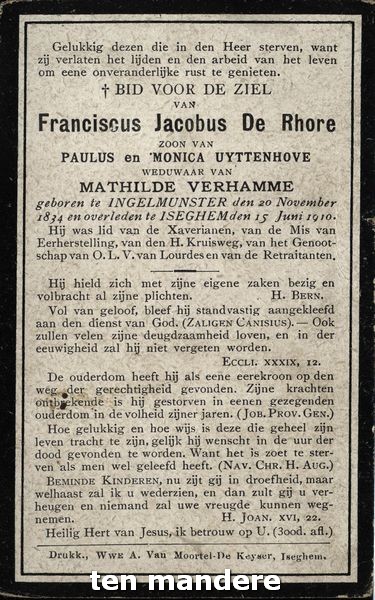 Gelukkig dezen die in den Heer sterven, want
zij verlaten het lijden en den arbeid van het leven
om eene onveranderlijke rust te genieten.
† BID VOOR DE ZIEL
VAN
Franciscus Jacobus De Rhore
ZOON VAN
PAULUS en MONICA UYTTENHOVE
WEDUWAAR VAN
MATHILDE VERHAMME
geboren te INGELMUNSTER den 20 November
1834 en overleden te ISEGHEM den 15 Juni 1910.
Hij was lid van de Xaverianen, van de Mis van
Eerherstelling, van den H. Kruisweg, van het Genoot-
schap van O. L. V. van Lourdes en van de Retraitanten.
Hij hield zich met zijne eigene zaken bezig en
volbracht al zijne plichten. H. BERN.
Vol van geloof, bleef hij standvastig aangekleefd
aan den dienst van God. (ZALIGEN CANISIUS). — Ook
zullen velen zijne deugdzaamheid loven, en in der
eeuwigheid zal hij niet vergeten worden.
ECCLI. XXXIX, 12.
De ouderdom heeft hij als eene eerekroon op den
weg der gerechtigheid gevonden. Zijne krachten
ontbrekende is hij gestorven in eenen gezegenden
ouderdom in de volheid zijner jaren. (JOB. PROV. GEN.)
Hoe gelukkig en hoe wijs is deze die geheel zijn
leven tracht te zijn, gelijk hij wenscht in de uur der
dood gevonden te worden. Want het is zoet te ster-
ven als men wel geleefd heeft. (NAV. CHR. H. AUG.)
BEMINDE KINDEREN, nu zijt gij in droefheid, maar
welhaast zal ik u wederzien, en dan zult gij u ver-
heugen en niemand zal uwe vreugde kunnen weg-
nemen. H. JOAN. XVI, 22.
Heilig Hert van Jesus, ik betrouw op U. (300d. afl.)
Drukk., Wwe A. Van Moortel-De Keyser, Iseghem.
ten mandere